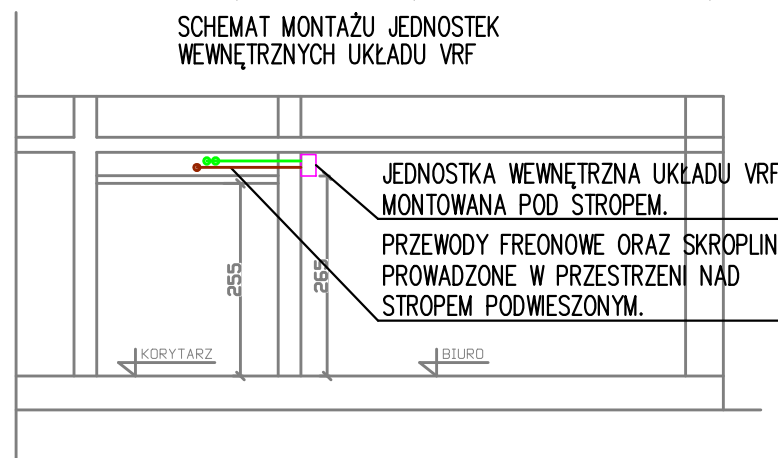 SCHEMAT MONTAŻU JEDNOSTEK
WEWNĘTRZNYCH UKŁADU VRF
JEDNOSTKA WEWNĘTRZNA UKŁADU VRF
MONTOWANA POD STROPEM.
PRZEWODY FREONOWE ORAZ SKROPLIN
PROWADZONE W PRZESTRZENI NAD
STROPEM PODWIESZONYM.
255
265
KORYTARZ
BIURO